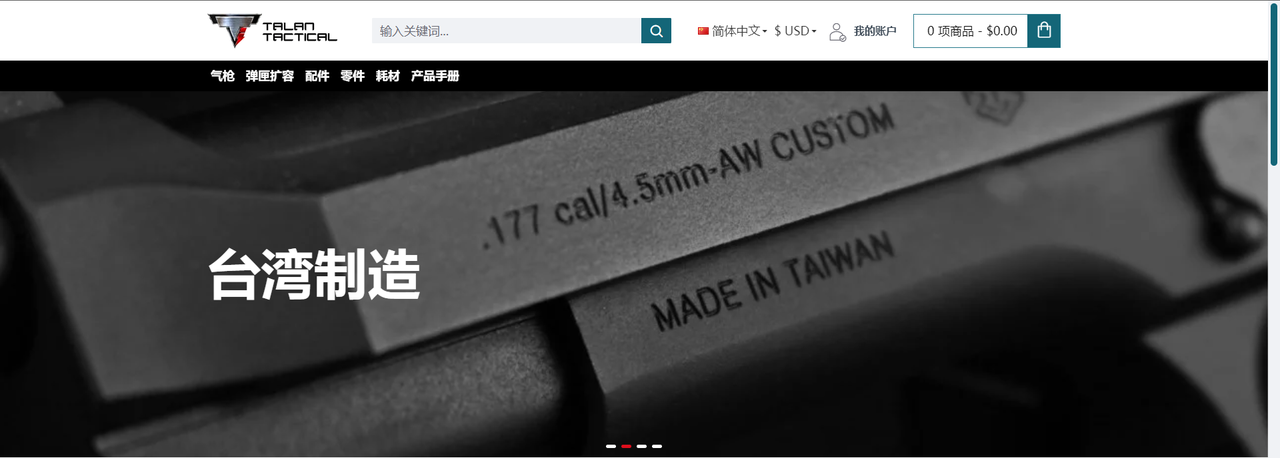 TALAN
TACTICAL
输入关键词...
简体中文
$ USD
我的账户
0 项商品 - $0.00
气枪 弹匣扩容 配件 零件 耗材 产品手册
.177 cal/4.5mm-AW CUSTOM
台湾制造
MADE IN TAIWAN